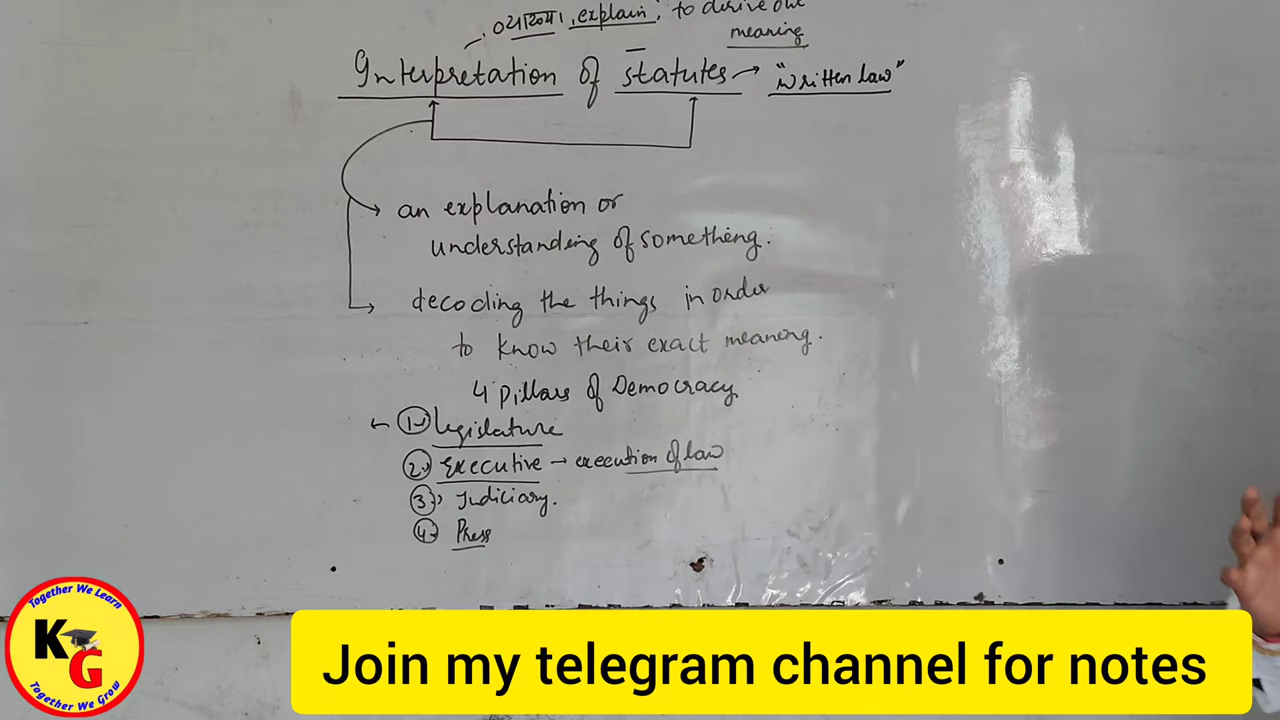 explain, to derive out
meaning
Interpretation of statutes → "written law"
→ an explanation or
understanding of something.
→ decoding the things in order
to know their exact meaning.
4 pillars of Democracy
← 1 legislature
2 Executive → execution of law
3 Judiciary.
4 Press
Together We Learn
KG
Together We Grow
Join my telegram channel for notes